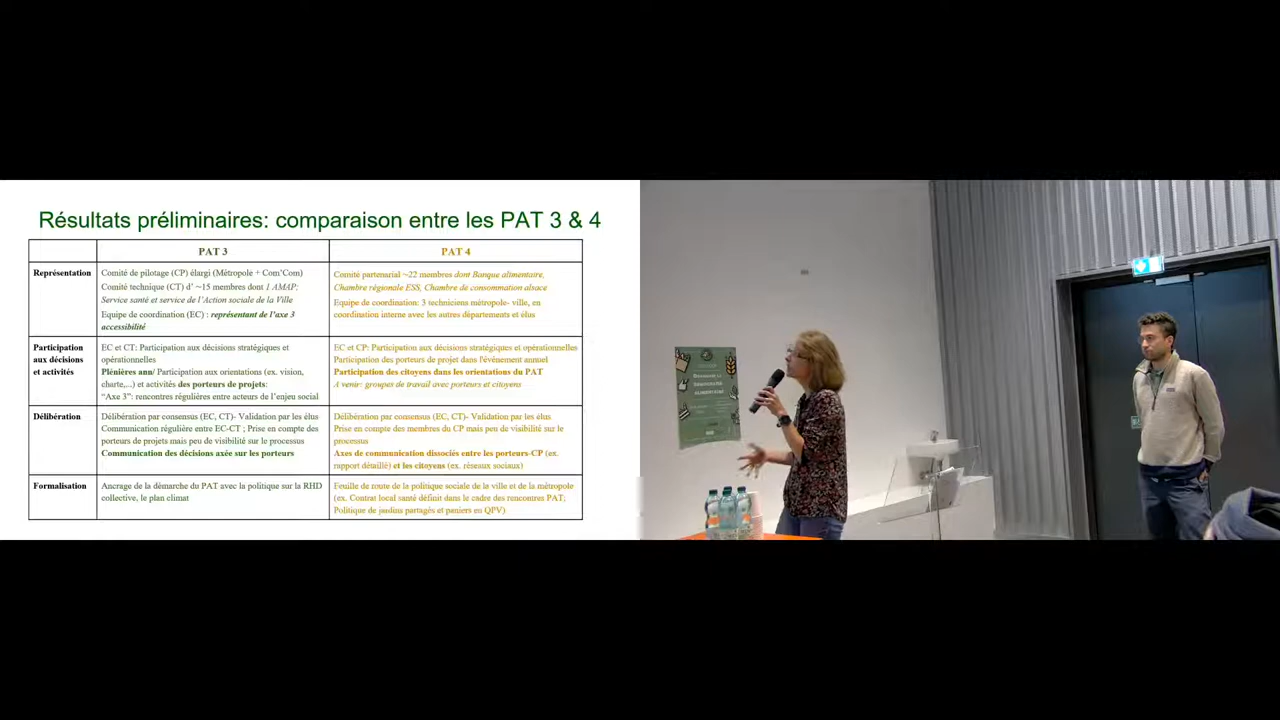 Résultats préliminaires: comparaison entre les PAT 3 & 4
PAT 3
PAT 4
Représentation
Comité de pilotage (CP) élargi (Métropole + Com'Com)
Comité technique (CT) d' ~15 membres dont 1 AMAP;
Service santé et service de l'Action sociale de la Ville
Equipe de coordination (EC) : représentant de l'axe 3
accessibilité
Comité partenarial ~22 membres dont Banque alimentaire,
Chambre régionale ESS, Chambre de consommation alsace
Equipe de coordination: 3 techniciens métropole- ville, en
coordination interne avec les autres départements et élus
Participation
aux décisions
et activités
EC et CT: Participation aux décisions stratégiques et
opérationnelles
Plénières ann/ Participation aux orientations (ex. vision,
charte,...) et activités des porteurs de projets:
“Axe 3”: rencontres régulières entre acteurs de l'enjeu social
EC et CP: Participation aux décisions stratégiques et opérationnelles
Participation des porteurs de projet dans l'événement annuel
Participation des citoyens dans les orientations du PAT
A venir: groupes de travail avec porteurs et citoyens
Délibération
Délibération par consensus (EC, CT)- Validation par les élus
Communication régulière entre EC-CT ; Prise en compte des
porteurs de projets mais peu de visibilité sur le processus
Communication des décisions axée sur les porteurs
Délibération par consensus (EC, CT)- Validation par les élus
Prise en compte des membres du CP mais peu de visibilité sur le
processus
Axes de communication dissociés entre les porteurs-CP (ex.
rapport détaillé) et les citoyens (ex. réseaux sociaux)
Formalisation
Ancrage de la démarche du PAT avec la politique sur la RHD
collective, le plan climat
Feuille de route de la politique sociale de la ville et de la métropole
(ex. Contrat local santé définit dans le cadre des rencontres PAT;
Politique de jardins partagés et paniers en QPV)
DÉMOCRATIE
ALIMENTAIRE